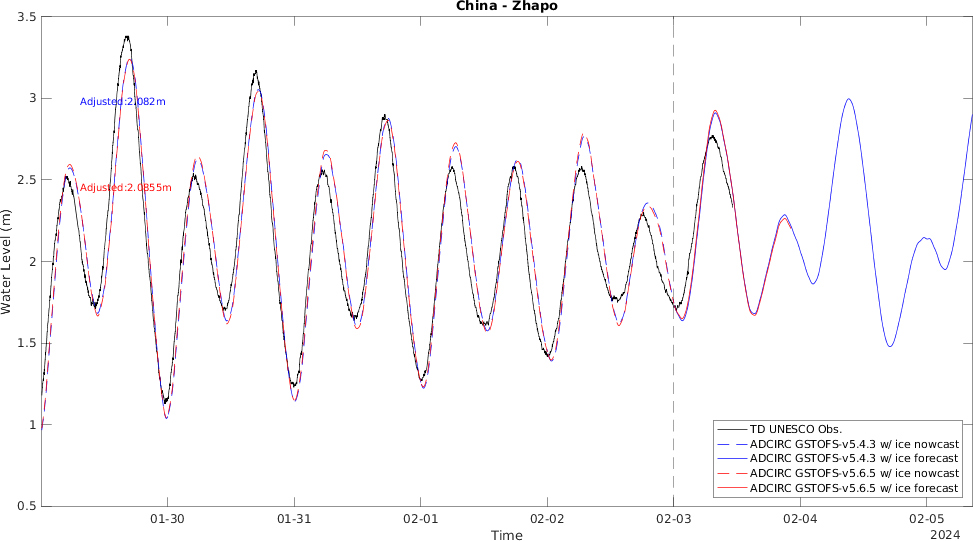 China - Zhapo
3.5
3
2.5
2
1.5
1
0.5
Water Level (m)
Adjusted:2.082m
Adjusted:2.0855m
TD UNESCO Obs.
ADCIRC GSTOFS-v5.4.3 w/ ice nowcast
ADCIRC GSTOFS-v5.4.3 w/ ice forecast
ADCIRC GSTOFS-v5.6.5 w/ ice nowcast
ADCIRC GSTOFS-v5.6.5 w/ ice forecast
01-30 01-31 02-01 02-02 02-03 02-04 02-05
Time
2024